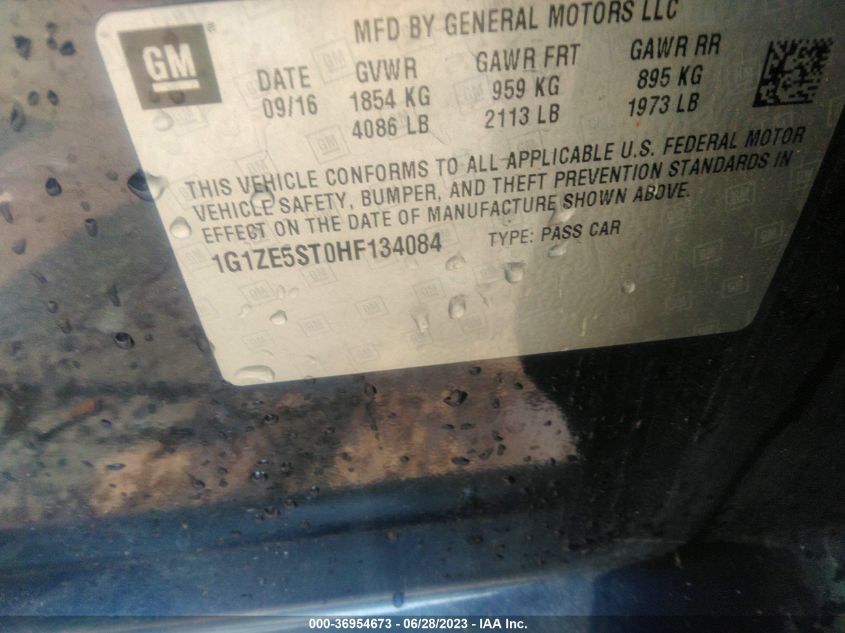 GM
MFD BY GENERAL MOTORS LLC
DATE GVWR GAWR FRT GAWR RR
09/16 1854 KG 959 KG 895 KG
4086 LB 2113 LB 1973 LB
THIS VEHICLE CONFORMS TO ALL APPLICABLE U.S. FEDERAL MOTOR
VEHICLE SAFETY, BUMPER, AND THEFT PREVENTION STANDARDS IN
EFFECT ON THE DATE OF MANUFACTURE SHOWN ABOVE.
1G1ZE5ST0HF134084 TYPE: PASS CAR
000-36954673 - 06/28/2023 - IAA Inc.